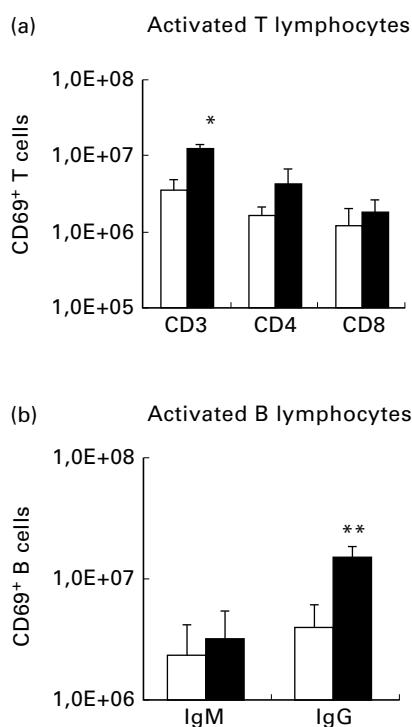 (a) Activated T lymphocytes
CD69+ T cells
1,0E+08
*
1,0E+07
1,0E+06
1,0E+05
CD3 CD4 CD8
(b) Activated B lymphocytes
CD69+ B cells
1,0E+08
**
1,0E+07
1,0E+06
IgM IgG